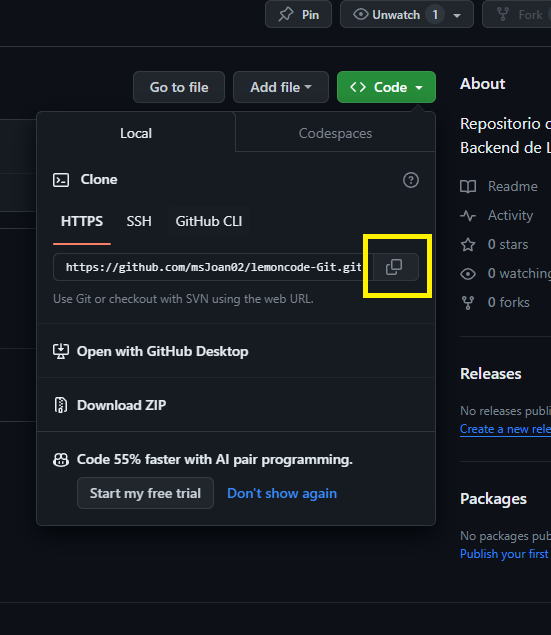 Pin
Unwatch 1
Fork
Go to file
Add file
<> Code
About
Local
Codespaces
Repositorio
Backend de
Clone
Readme
HTTPS
SSH
GitHub CLI
Activity
0 stars
https://github.com/msJoan02/lemoncode-Git.git
0 watching
Use Git or checkout with SVN using the web URL.
0 forks
Open with GitHub Desktop
Releases
Download ZIP
No releases publi
Create a new rele
Code 55% faster with AI pair programming.
Start my free trial
Don't show again
Packages
No packages pub
Publish your first